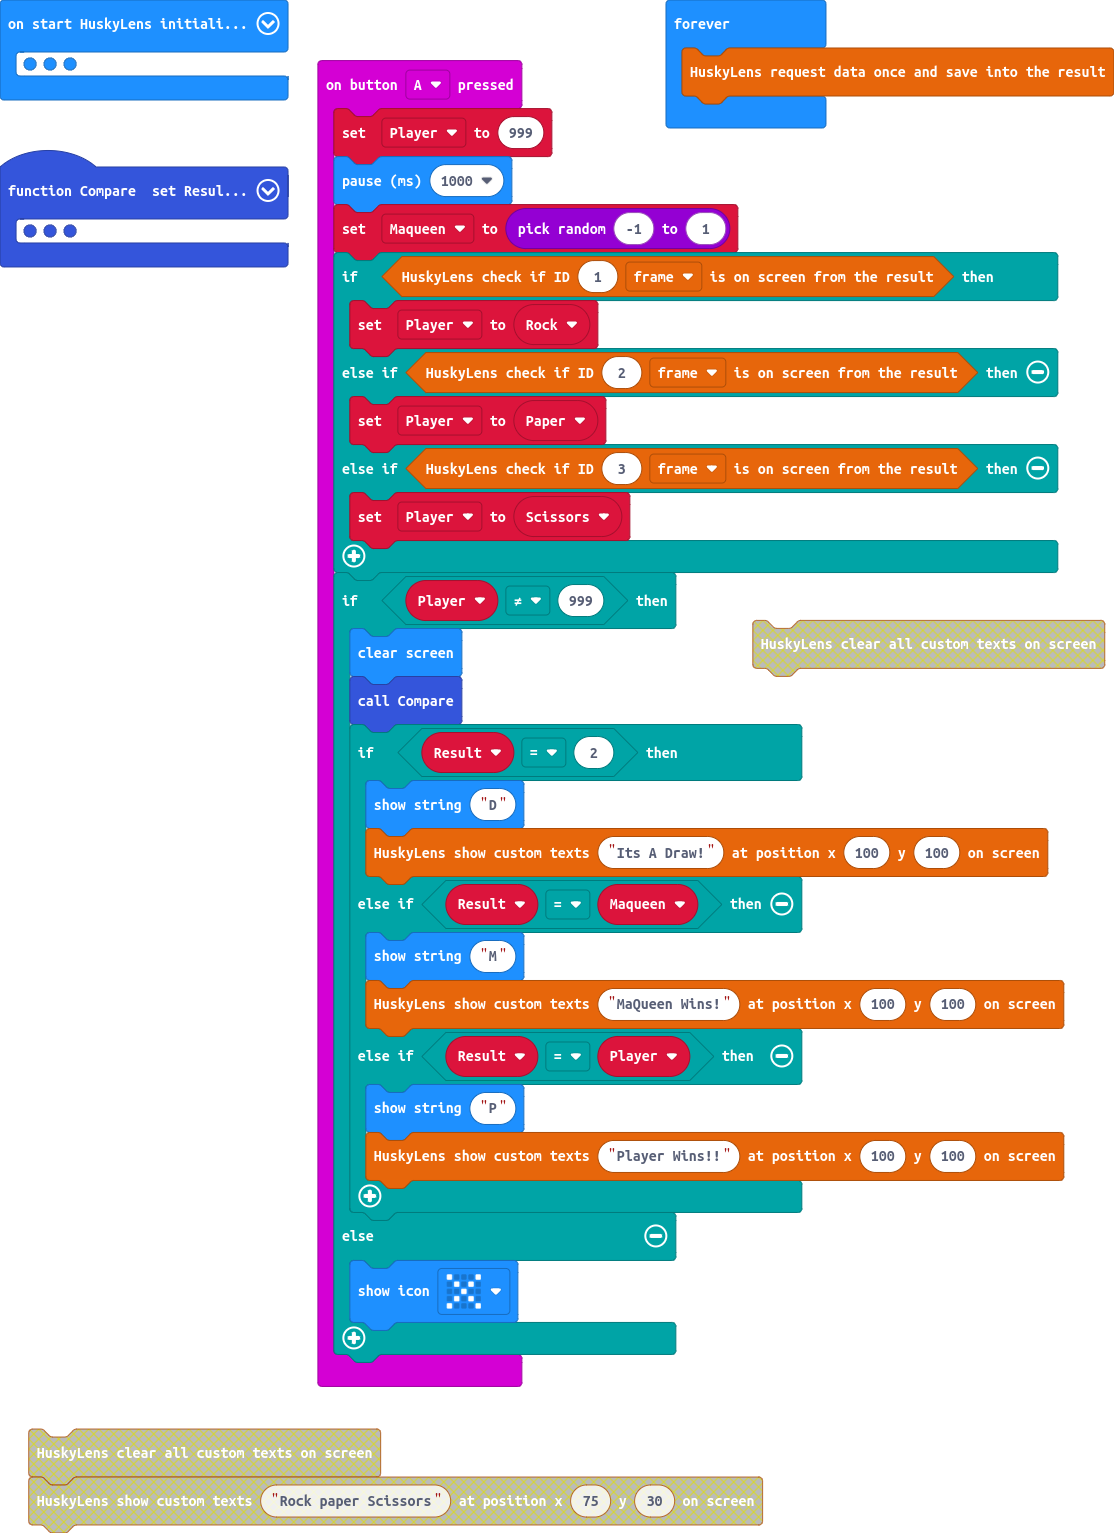 on start HuskyLens initiali...
function Compare set Resul...
forever
HuskyLens request data once and save into the result
on button A pressed
set Player to 999
pause (ms) 1000
set Maqueen to pick random -1 to 1
if HuskyLens check if ID 1 frame is on screen from the result then
set Player to Rock
else if HuskyLens check if ID 2 frame is on screen from the result then
set Player to Paper
else if HuskyLens check if ID 3 frame is on screen from the result then
set Player to Scissors
if Player ≠ 999 then
clear screen
call Compare
if Result = 2 then
show string "D"
HuskyLens show custom texts "Its A Draw!" at position x 100 y 100 on screen
else if Result = Maqueen then
show string "M"
HuskyLens show custom texts "MaQueen Wins!" at position x 100 y 100 on screen
else if Result = Player then
show string "P"
HuskyLens show custom texts "Player Wins!!" at position x 100 y 100 on screen
else
show icon
HuskyLens clear all custom texts on screen
HuskyLens clear all custom texts on screen
HuskyLens show custom texts "Rock paper Scissors" at position x 75 y 30 on screen